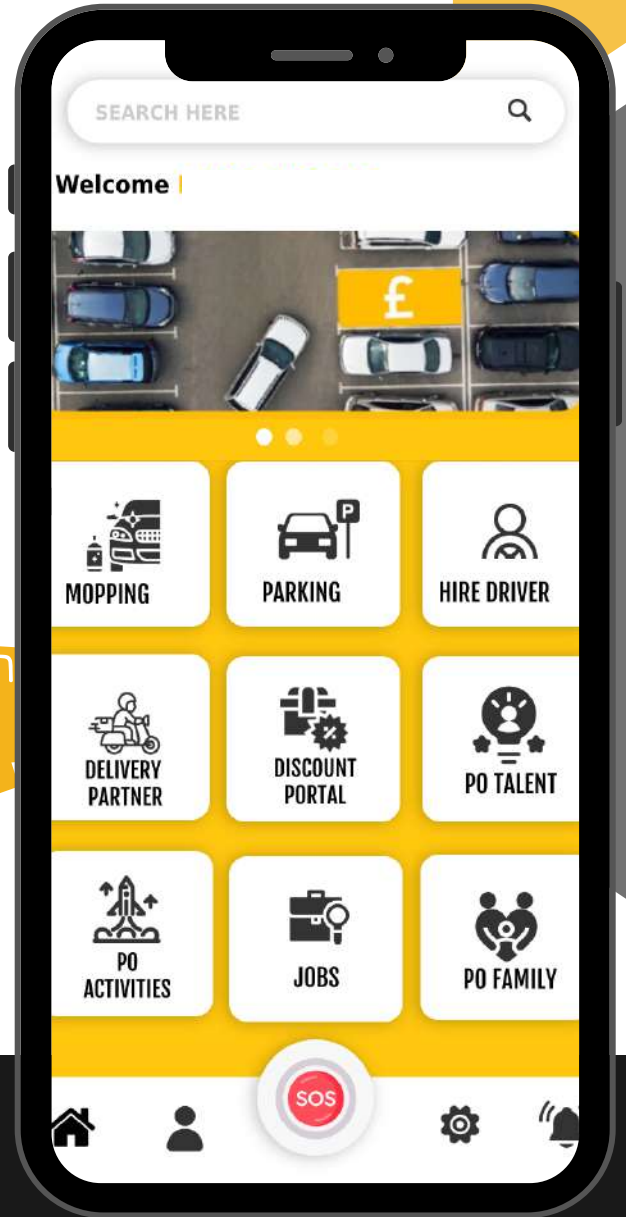 SEARCH HERE
Welcome
£
MOPPING
P
PARKING
HIRE DRIVER
DELIVERY
PARTNER
%
DISCOUNT
PORTAL
PO TALENT
PO
ACTIVITIES
JOBS
PO FAMILY
SOS